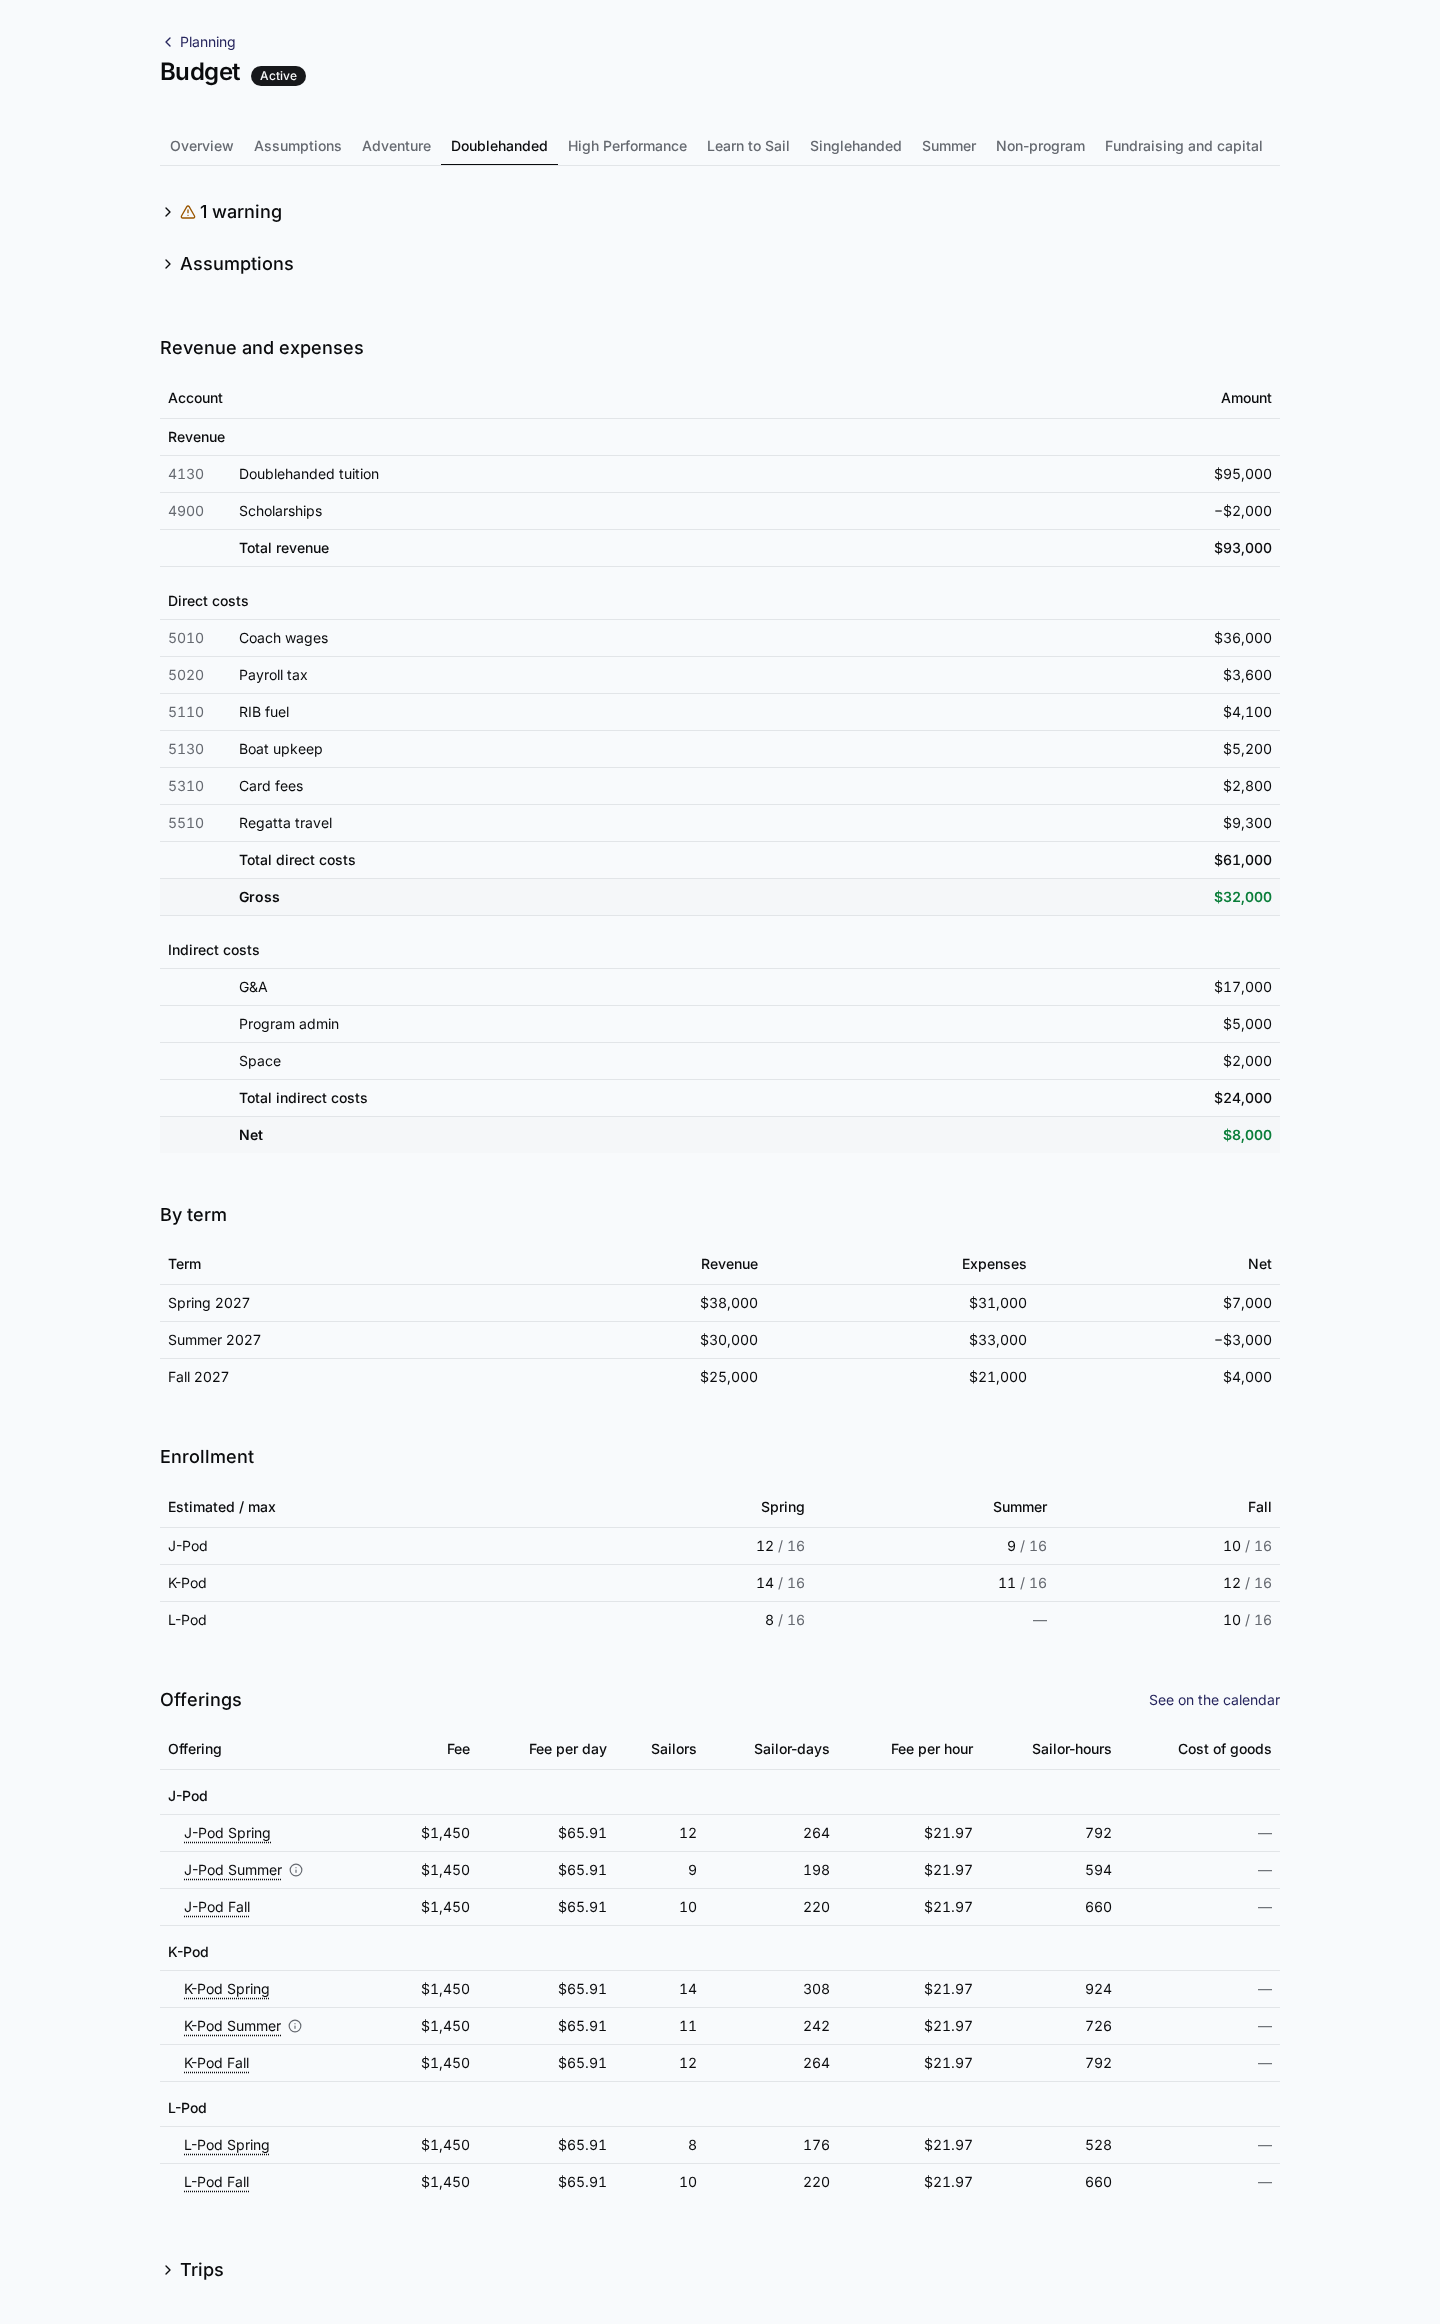 Planning
Budget Active
Overview Assumptions Adventure Doublehanded High Performance Learn to Sail Singlehanded Summer Non-program Fundraising and capital
1 warning
Assumptions
Revenue and expenses
Account Amount
Revenue
4130 Doublehanded tuition $95,000
4900 Scholarships −$2,000
Total revenue $93,000
Direct costs
5010 Coach wages $36,000
5020 Payroll tax $3,600
5110 RIB fuel $4,100
5130 Boat upkeep $5,200
5310 Card fees $2,800
5510 Regatta travel $9,300
Total direct costs $61,000
Gross $32,000
Indirect costs
G&A $17,000
Program admin $5,000
Space $2,000
Total indirect costs $24,000
Net $8,000
By term
Term Revenue Expenses Net
Spring 2027 $38,000 $31,000 $7,000
Summer 2027 $30,000 $33,000 −$3,000
Fall 2027 $25,000 $21,000 $4,000
Enrollment
Estimated / max Spring Summer Fall
J-Pod 12 / 16 9 / 16 10 / 16
K-Pod 14 / 16 11 / 16 12 / 16
L-Pod 8 / 16 — 10 / 16
Offerings See on the calendar
Offering Fee Fee per day Sailors Sailor-days Fee per hour Sailor-hours Cost of goods
J-Pod
J-Pod Spring $1,450 $65.91 12 264 $21.97 792 —
J-Pod Summer $1,450 $65.91 9 198 $21.97 594 —
J-Pod Fall $1,450 $65.91 10 220 $21.97 660 —
K-Pod
K-Pod Spring $1,450 $65.91 14 308 $21.97 924 —
K-Pod Summer $1,450 $65.91 11 242 $21.97 726 —
K-Pod Fall $1,450 $65.91 12 264 $21.97 792 —
L-Pod
L-Pod Spring $1,450 $65.91 8 176 $21.97 528 —
L-Pod Fall $1,450 $65.91 10 220 $21.97 660 —
Trips